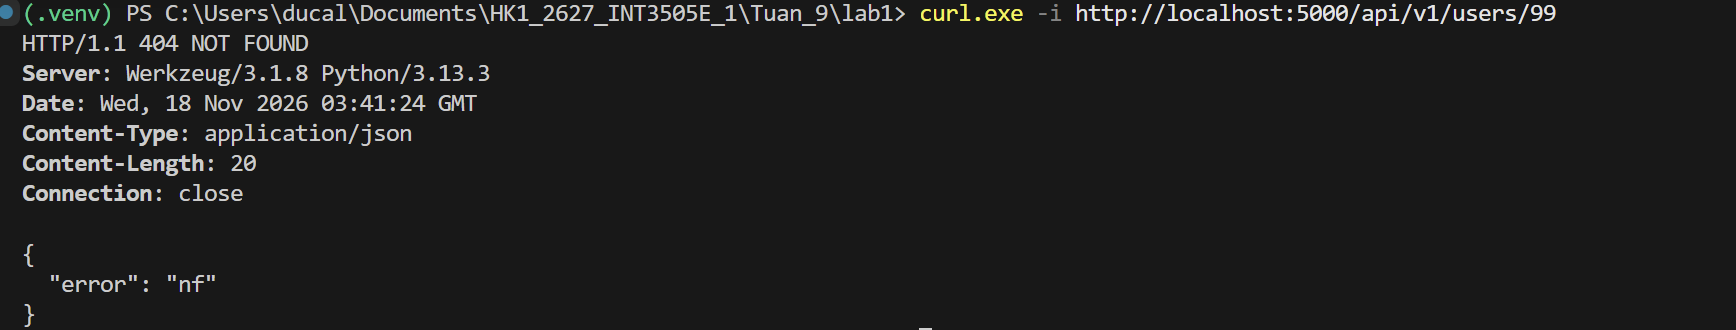 (.venv) PS C:\Users\ducal\Documents\HK1_2627_INT3505E_1\Tuan_9\lab1> curl.exe -i http://localhost:5000/api/v1/users/99
HTTP/1.1 404 NOT FOUND
Server: Werkzeug/3.1.8 Python/3.13.3
Date: Wed, 18 Nov 2026 03:41:24 GMT
Content-Type: application/json
Content-Length: 20
Connection: close

{
  "error": "nf"
}